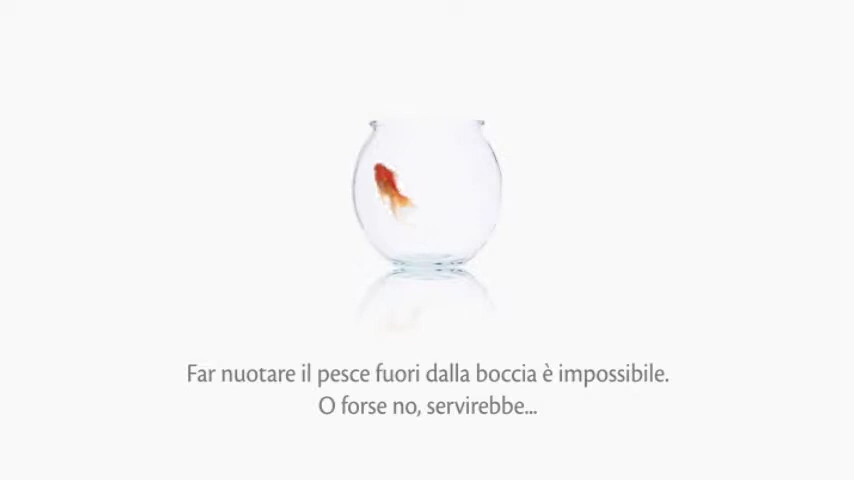 Far nuotare il pesce fuori dalla boccia è impossibile.
O forse no, servirebbe...